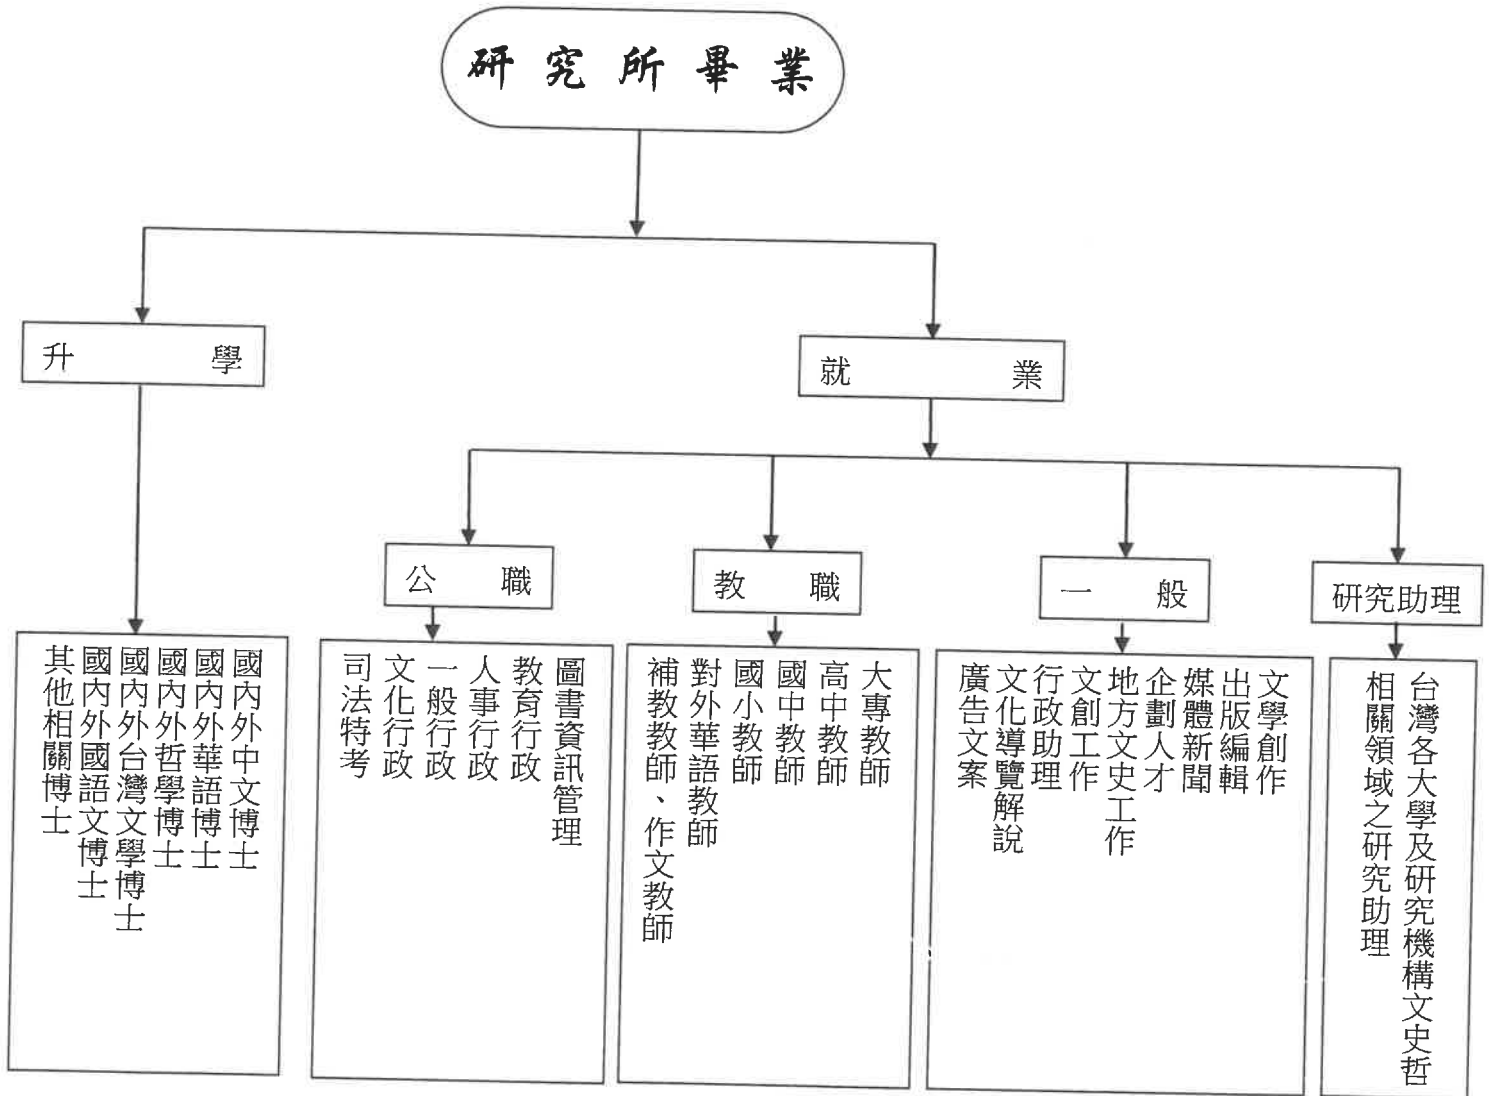 研究所畢業
升學
就業
公職
教職
一般
研究助理
國內外中文博士
國內外華語博士
國內外哲學博士
國內外台灣文學博士
國內外國語文博士
其他相關博士
圖書資訊管理
教育行政
人事行政
一般行政
文化行政
司法特考
大專教師
高中教師
國中教師
國小教師
對外華語教師
補教教師、作文教師
文學創作
出版編輯
媒體新聞
企劃人才
地方文史工作
文創工作
行政助理
文化導覽解說
廣告文案
台灣各大學及研究機構文史哲
相關領域之研究助理